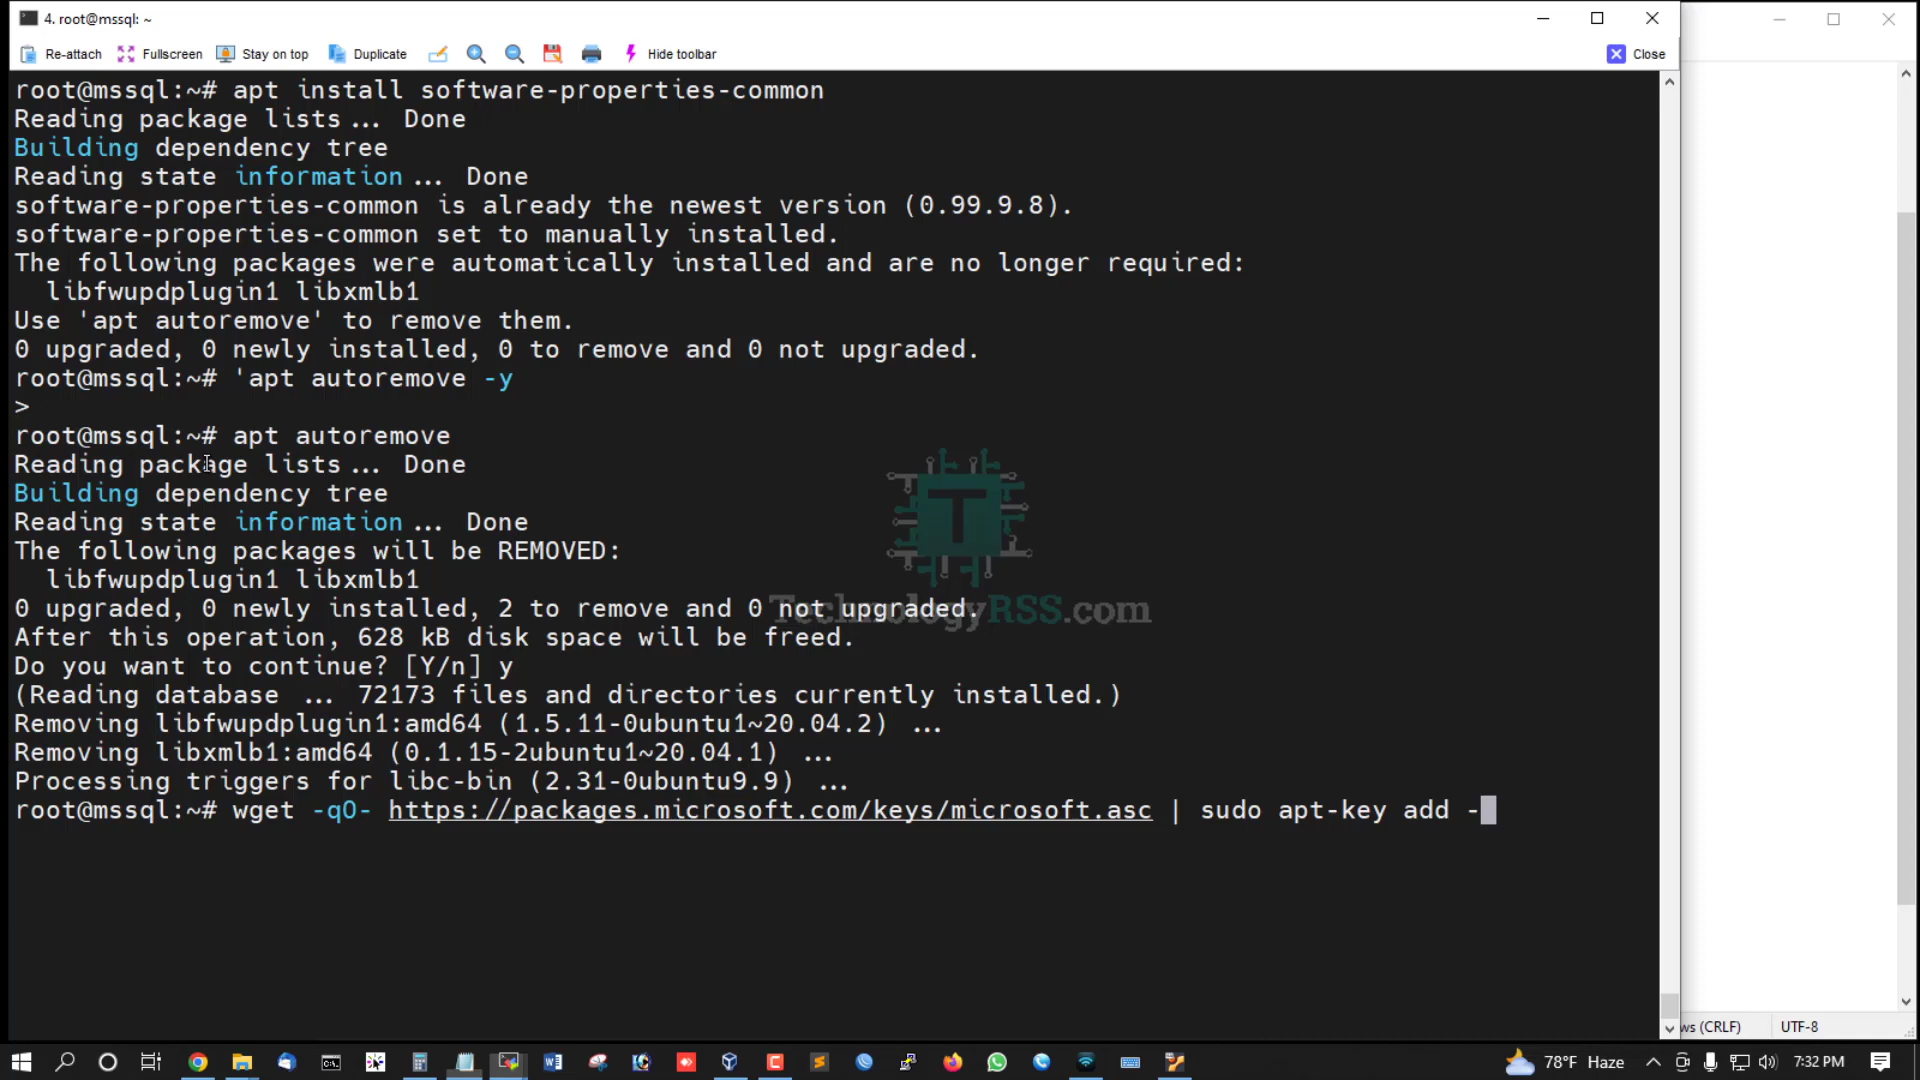 4. root@mssql: ~
Re-attach Fullscreen Stay on top Duplicate Hide toolbar Close
root@mssql:~# apt install software-properties-common
Reading package lists... Done
Building dependency tree
Reading state information... Done
software-properties-common is already the newest version (0.99.9.8).
software-properties-common set to manually installed.
The following packages were automatically installed and are no longer required:
  libfwupdplugin1 libxmlb1
Use 'apt autoremove' to remove them.
0 upgraded, 0 newly installed, 0 to remove and 0 not upgraded.
root@mssql:~# 'apt autoremove -y
>
root@mssql:~# apt autoremove
Reading package lists... Done
Building dependency tree
Reading state information... Done
The following packages will be REMOVED:
  libfwupdplugin1 libxmlb1
0 upgraded, 0 newly installed, 2 to remove and 0 not upgraded.
After this operation, 628 kB disk space will be freed.
Do you want to continue? [Y/n] y
(Reading database ... 72173 files and directories currently installed.)
Removing libfwupdplugin1:amd64 (1.5.11-0ubuntu1~20.04.2) ...
Removing libxmlb1:amd64 (0.1.15-2ubuntu1~20.04.1) ...
Processing triggers for libc-bin (2.31-0ubuntu9.9) ...
root@mssql:~# wget -qO- https://packages.microsoft.com/keys/microsoft.asc | sudo apt-key add -
T
TechnologyRSS.com
ws (CRLF) UTF-8
78°F Haze 7:32 PM